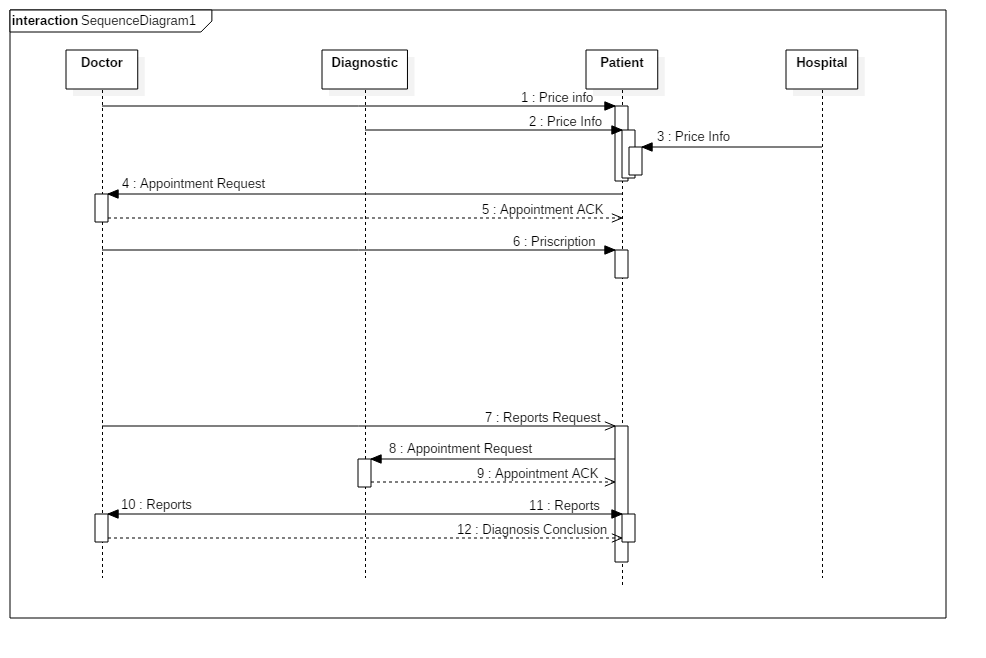 interaction SequenceDiagram1
Doctor
Diagnostic
Patient
Hospital
1 : Price info
2 : Price Info
3 : Price Info
4 : Appointment Request
5 : Appointment ACK
6 : Priscription
7 : Reports Request
8 : Appointment Request
9 : Appointment ACK
10 : Reports
11 : Reports
12 : Diagnosis Conclusion